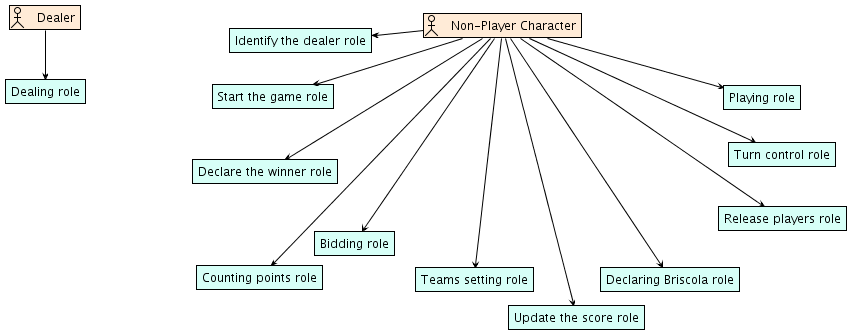 Dealer
Non-Player Character
Identify the dealer role
Dealing role
Start the game role
Playing role
Turn control role
Declare the winner role
Release players role
Bidding role
Counting points role
Teams setting role
Declaring Briscola role
Update the score role